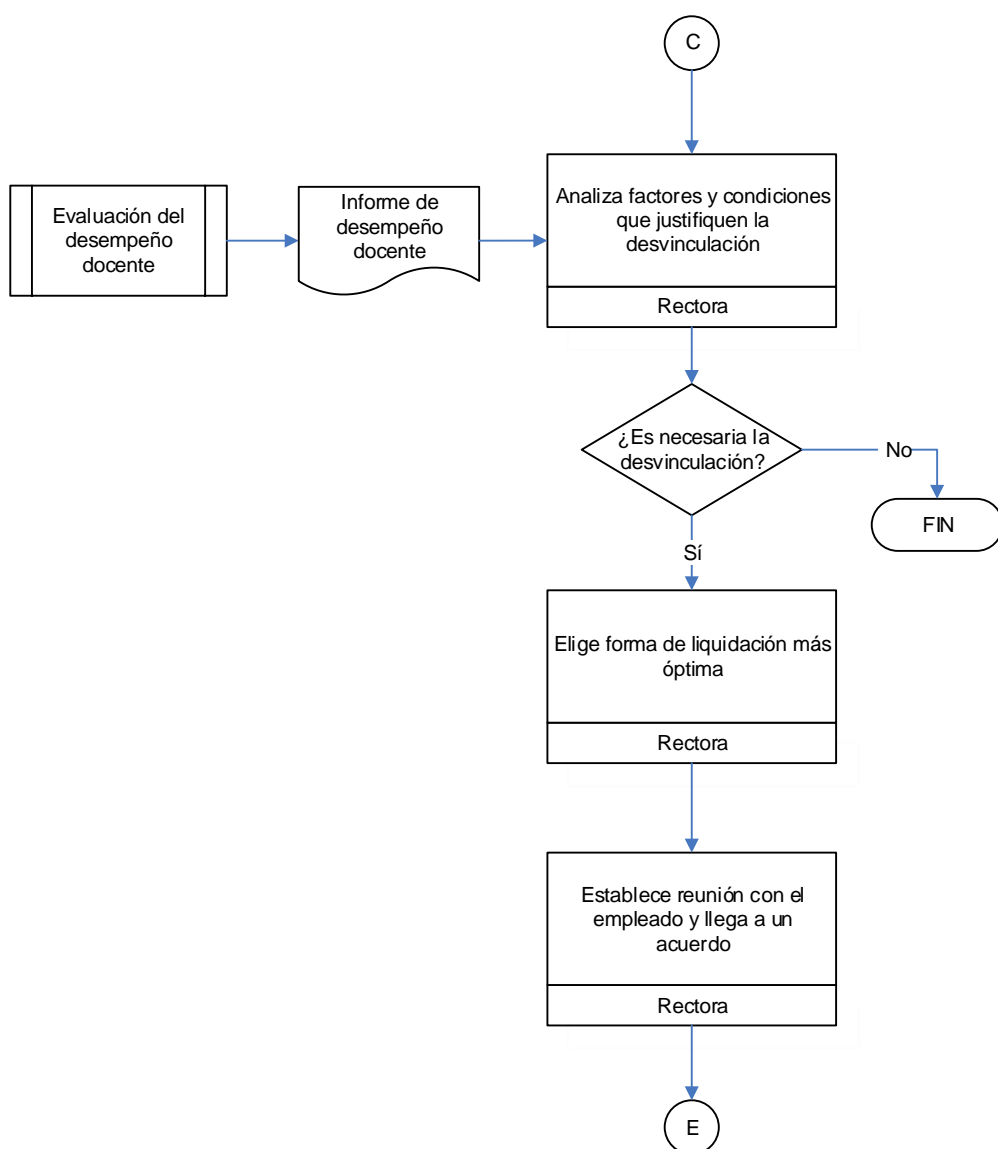 C
Evaluación del
desempeño
docente
Informe de
desempeño
docente
Analiza factores y condiciones
que justifiquen la
desvinculación
Rectora
¿Es necesaria la
desvinculación?
No
FIN
Sí
Elige forma de liquidación más
óptima
Rectora
Establece reunión con el
empleado y llega a un
acuerdo
Rectora
E